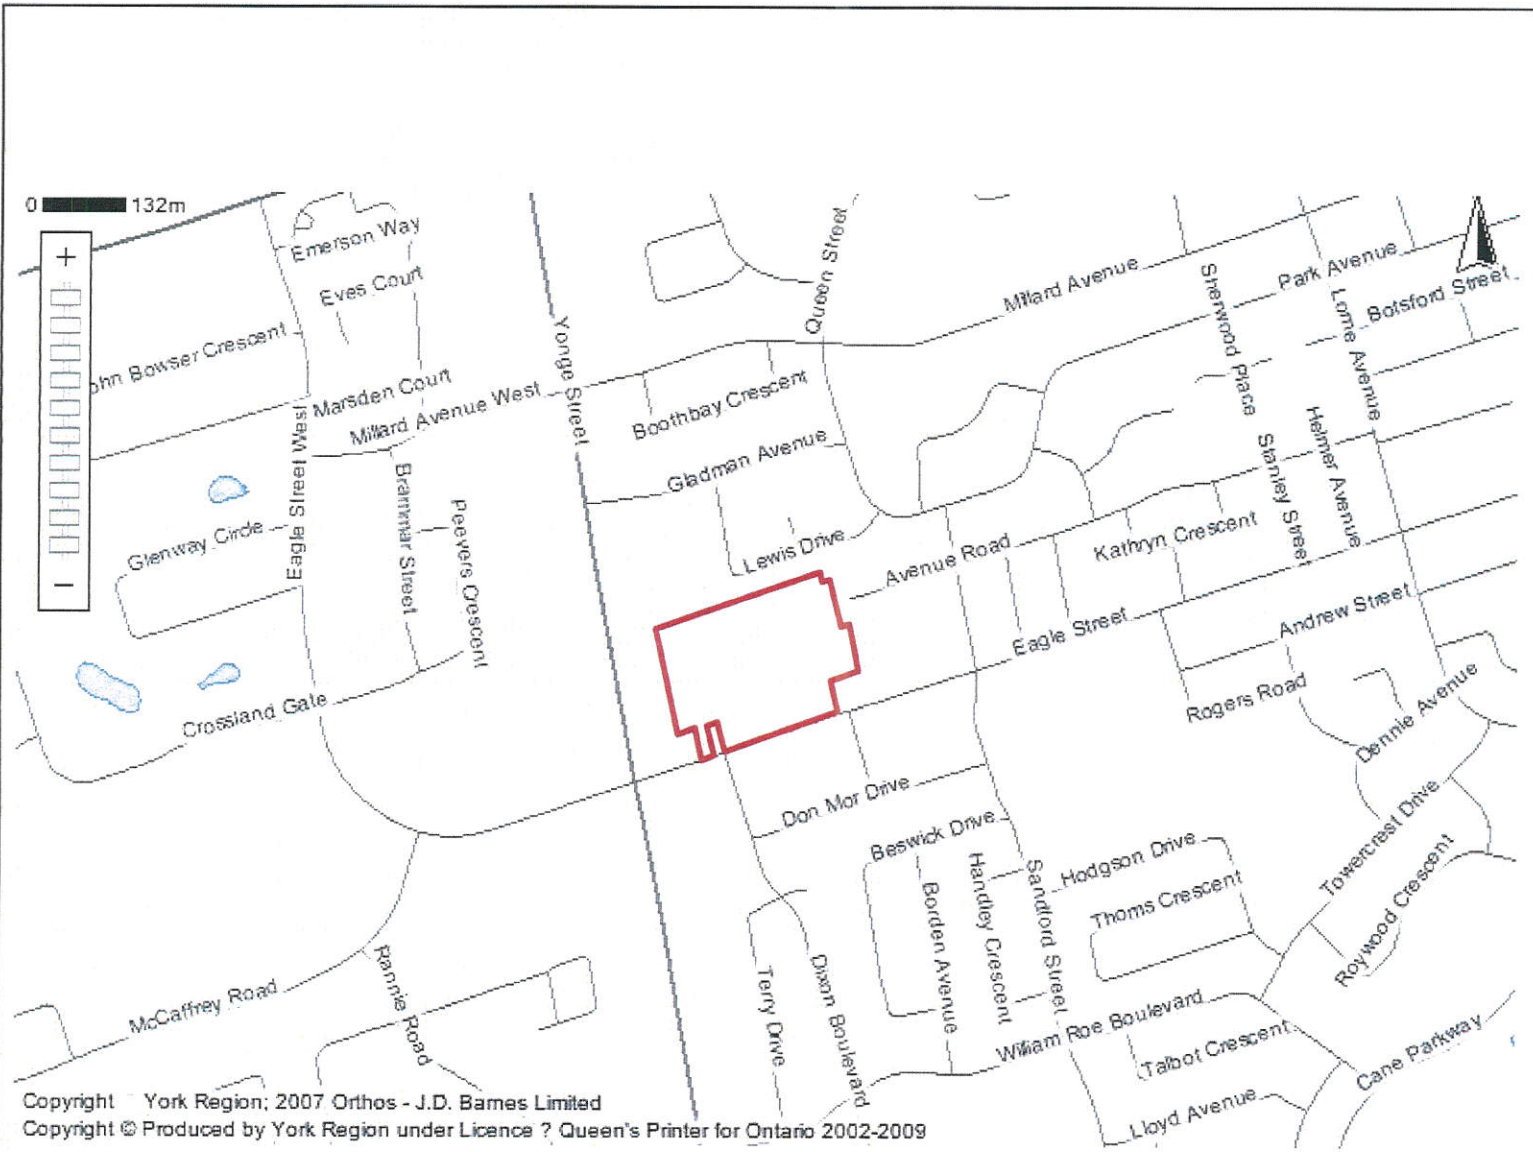 0 132m
+
Emerson Way
Eves Court
Queen Street
Millard Avenue
Sherwood Place
Park Avenue
Lorne Avenue
Botsford Street
Yonge Street
John Bowser Crescent
Marsden Court
Millard Avenue West
Boothbay Crescent
Gladman Avenue
Eagle Street West
Brammar Street
Peevers Crescent
Glenway Circle
Lewis Drive
Avenue Road
Kathryn Crescent
Stanley Street
Helmer Avenue
Eagle Street
Andrew Street
Rogers Road
Dennie Avenue
Crossland Gate
−
Don Mor Drive
Beswick Drive
Handley Crescent
Borden Avenue
Sandford Street
Hodgson Drive
Thoms Crescent
Towercrest Drive
Roywood Crescent
McCaffrey Road
Rannie Road
Terry Drive
Dixon Boulevard
William Roe Boulevard
Talbot Crescent
Cane Parkway
Lloyd Avenue
Copyright York Region; 2007 Orthos - J.D. Barnes Limited
Copyright © Produced by York Region under Licence ? Queen's Printer for Ontario 2002-2009